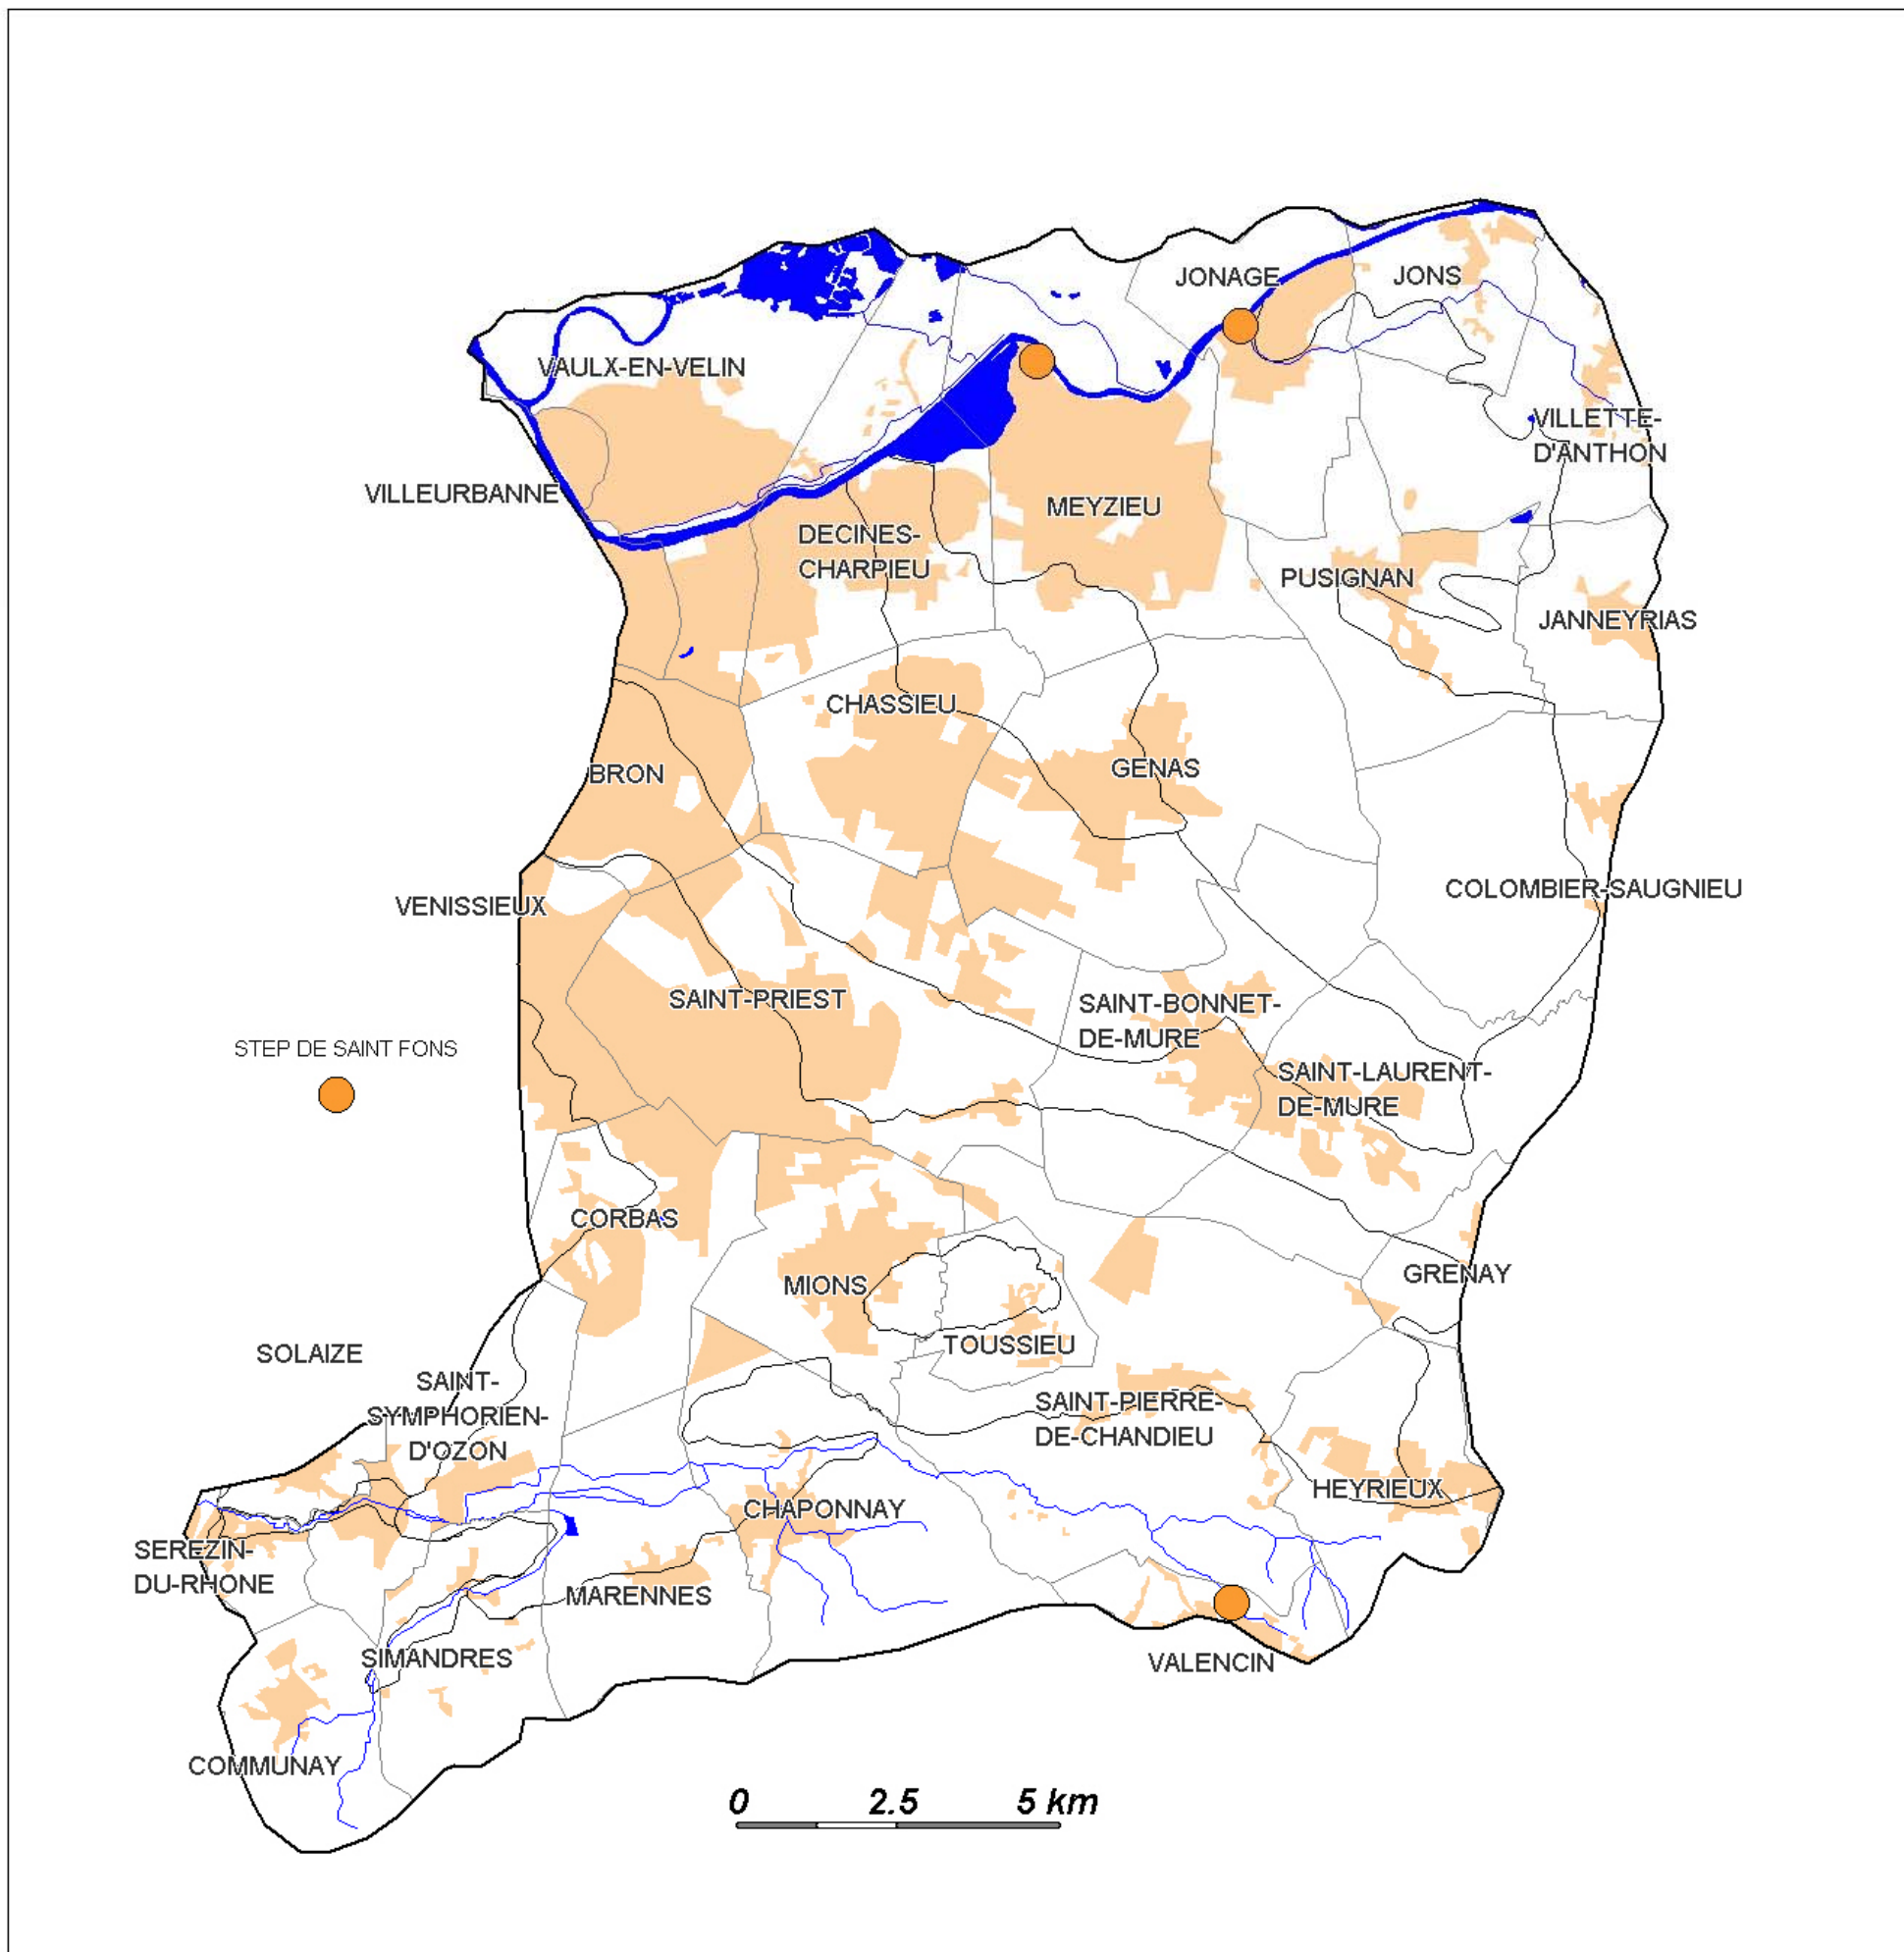 JONAGE
JONS
VAULX-EN-VELIN
VILLETTE-
D'ANTHON
VILLEURBANNE
MEYZIEU
DECINES-
CHARPIEU
PUSIGNAN
JANNEYRIAS
CHASSIEU
BRON
GENAS
COLOMBIER-SAUGNIEU
VENISSIEUX
SAINT-PRIEST
SAINT-BONNET-
DE-MURE
STEP DE SAINT FONS
SAINT-LAURENT-
DE-MURE
CORBAS
MIONS
GRENAY
TOUSSIEU
SOLAIZE
SAINT-
SYMPHORIEN-
D'OZON
SAINT-PIERRE-
DE-CHANDIEU
HEYRIEUX
CHAPONNAY
SEREZIN-
DU-RHONE
MARENNES
SIMANDRES
VALENCIN
COMMUNAY
0 2.5 5 km